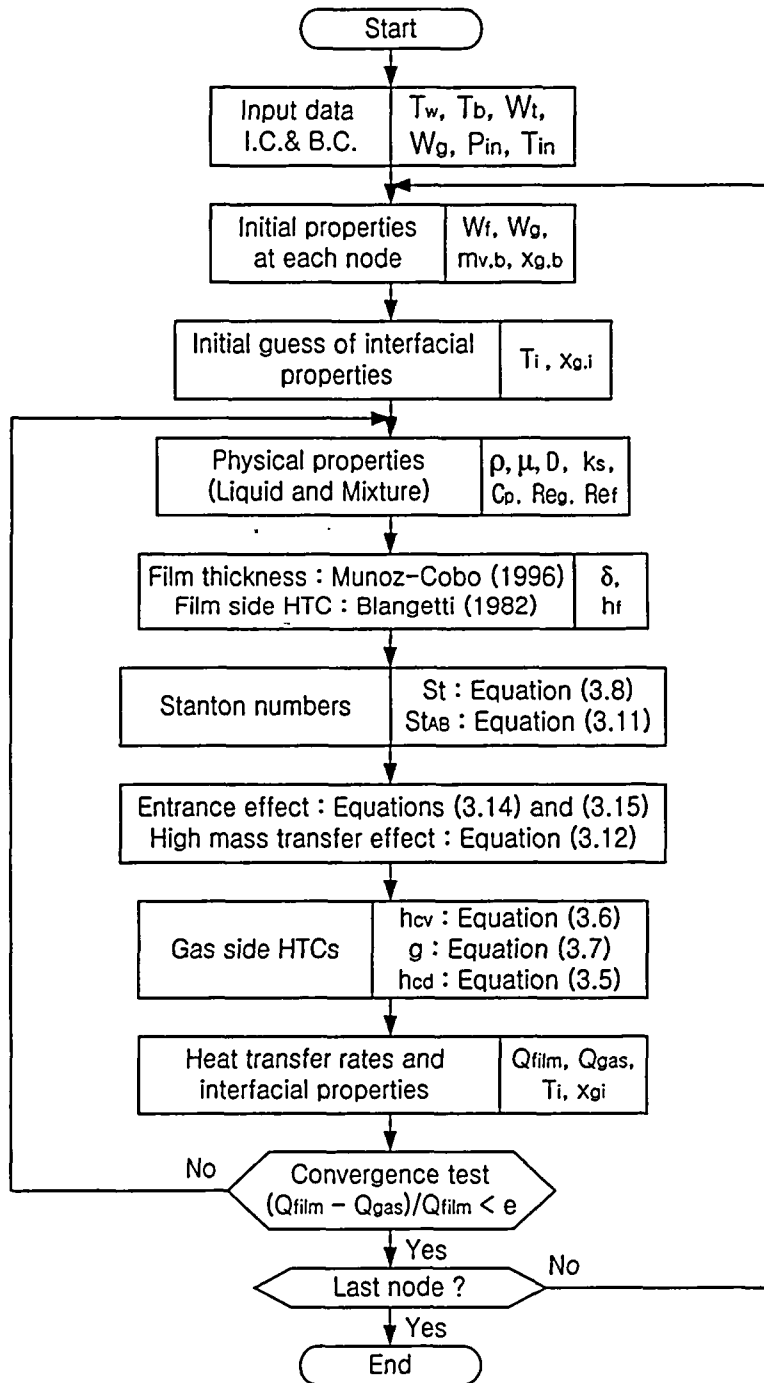 Start
Input data
I.C.& B.C.
Tw, Tb, Wt,
Wg, Pin, Tin
Initial properties
at each node
Wf, Wg,
mv,b, xg,b
Initial guess of interfacial
properties
Ti, xg,i
Physical properties
(Liquid and Mixture)
ρ, μ, D, ks,
Cp, Reg, Ref
Film thickness : Munoz-Cobo (1996)
Film side HTC : Blangetti (1982)
δ,
hf
Stanton numbers
St : Equation (3.8)
StAB : Equation (3.11)
Entrance effect : Equations (3.14) and (3.15)
High mass transfer effect : Equation (3.12)
Gas side HTCs
hcv : Equation (3.6)
g : Equation (3.7)
hcd : Equation (3.5)
Heat transfer rates and
interfacial properties
Qfilm, Qgas,
Ti, xgi
No
Convergence test
(Qfilm - Qgas)/Qfilm < e
Yes
Last node ?
No
Yes
End